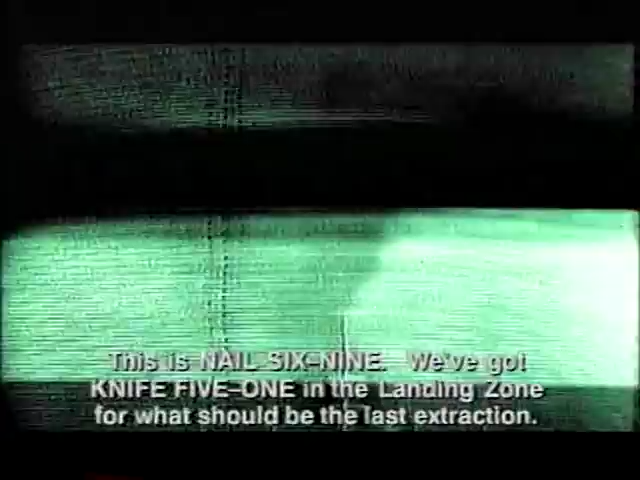 This is NAIL SIX-NINE. We've got
KNIFE FIVE-ONE in the Landing Zone
for what should be the last extraction.